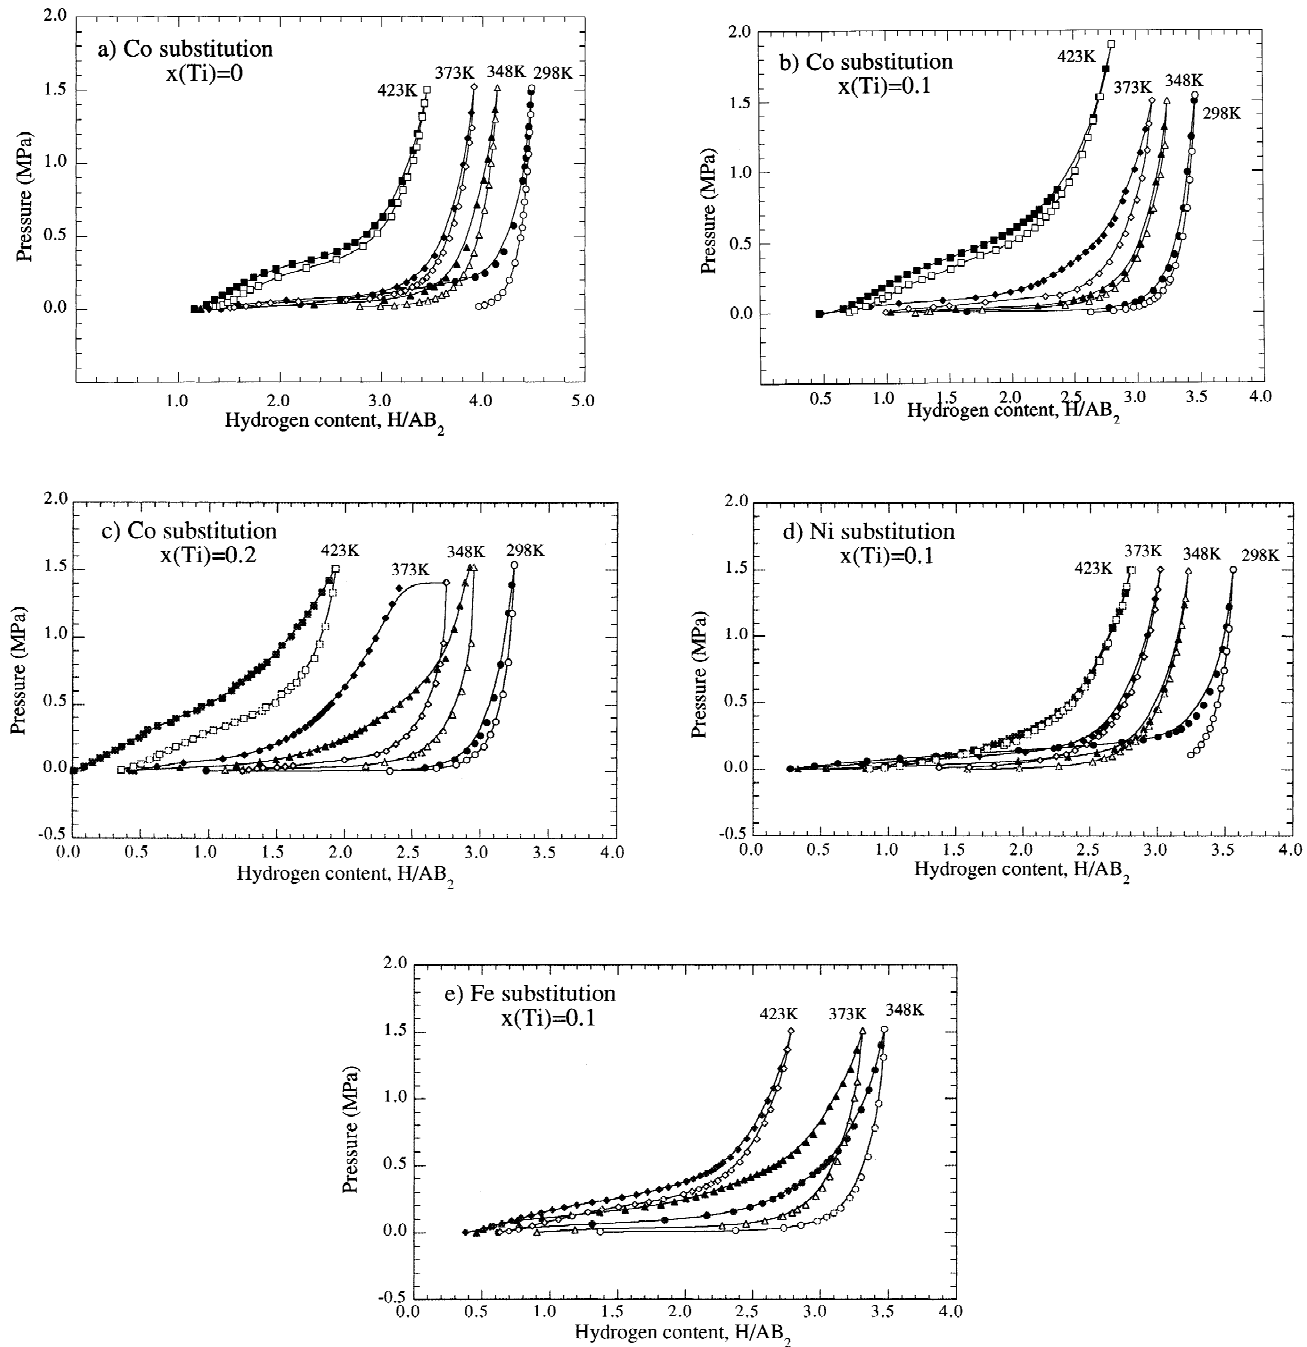 a) Co substitution
x(Ti)=0
423K
373K
348K
298K
2.0
1.5
1.0
0.5
0.0
Pressure (MPa)
1.0
2.0
3.0
4.0
5.0
Hydrogen content, H/AB2
b) Co substitution
x(Ti)=0.1
423K
373K
348K
298K
2.0
1.5
1.0
0.5
0.0
Pressure (MPa)
0.5
1.0
1.5
2.0
2.5
3.0
3.5
4.0
Hydrogen content, H/AB2
c) Co substitution
x(Ti)=0.2
423K
373K
348K
298K
2.0
1.5
1.0
0.5
0.0
-0.5
Pressure (MPa)
0.0
0.5
1.0
1.5
2.0
2.5
3.0
3.5
4.0
Hydrogen content, H/AB2
d) Ni substitution
x(Ti)=0.1
423K
373K
348K
298K
2.0
1.5
1.0
0.5
0.0
-0.5
Pressure (MPa)
0.0
0.5
1.0
1.5
2.0
2.5
3.0
3.5
4.0
Hydrogen content, H/AB2
e) Fe substitution
x(Ti)=0.1
423K
373K
348K
2.0
1.5
1.0
0.5
0.0
-0.5
Pressure (MPa)
0.0
0.5
1.0
1.5
2.0
2.5
3.0
3.5
4.0
Hydrogen content, H/AB2